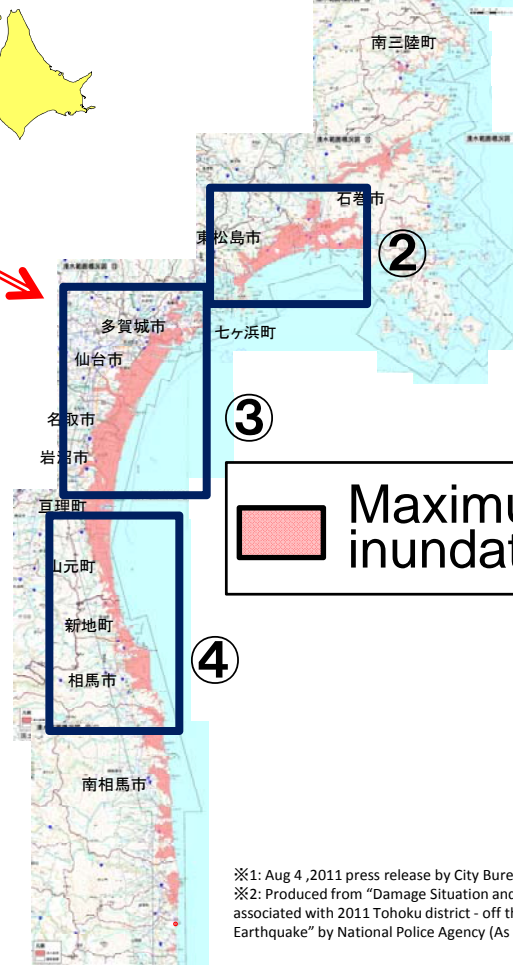 南三陸町
石巻市
東松島市
②
多賀城市
七ヶ浜町
仙台市
名取市
③
岩沼市
亘理町
Maximu
inundat
山元町
新地町
④
相馬市
南相馬市
※1: Aug 4 ,2011 press release by City Bure
※2: Produced from “Damage Situation and
associated with 2011 Tohoku district - off th
Earthquake” by National Police Agency (As